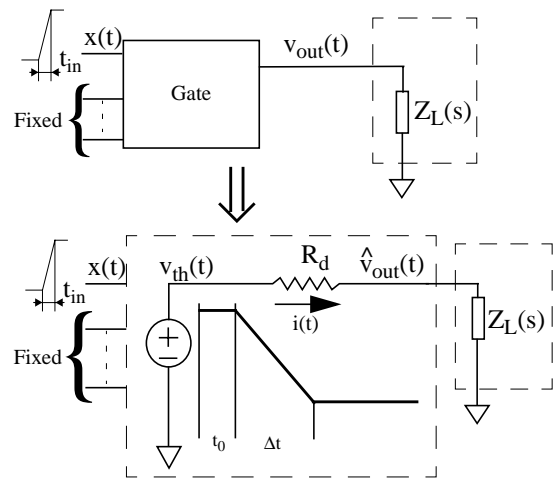 x(t)
v_out(t)
t_in
Gate
Fixed
Z_L(s)
R_d
x(t)
v_th(t)
v̂_out(t)
t_in
i(t)
Z_L(s)
Fixed
t_0
Δt